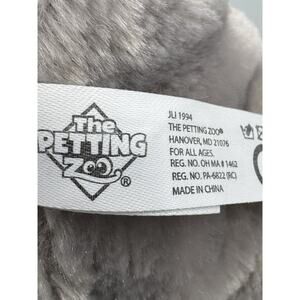 The
PETTING
ZOO®
JLI 1994
THE PETTING ZOO®
HANOVER, MD 21076
FOR ALL AGES.
REG. NO. OH MA # 1462
REG. NO. PA-6822 (RC)
MADE IN CHINA